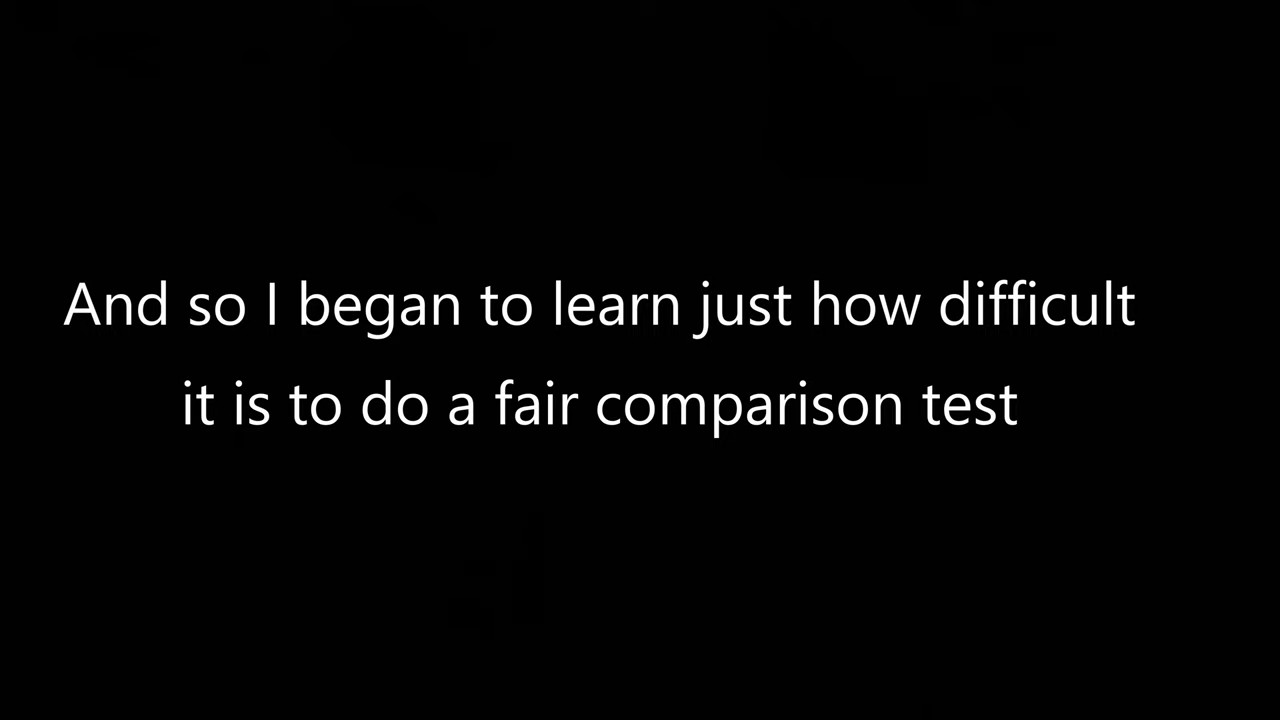 And so I began to learn just how difficult
it is to do a fair comparison test